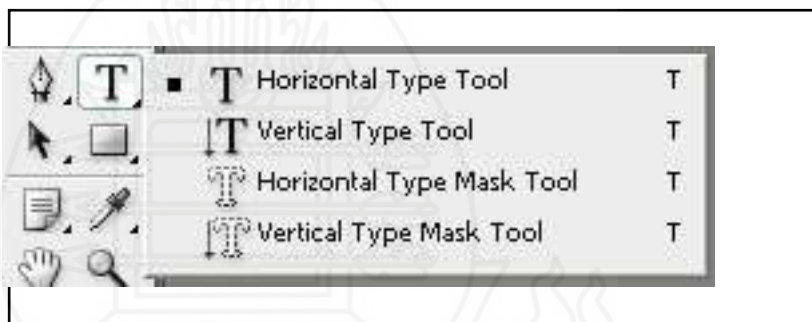 T Horizontal Type Tool T
T Vertical Type Tool T
T Horizontal Type Mask Tool T
T Vertical Type Mask Tool T